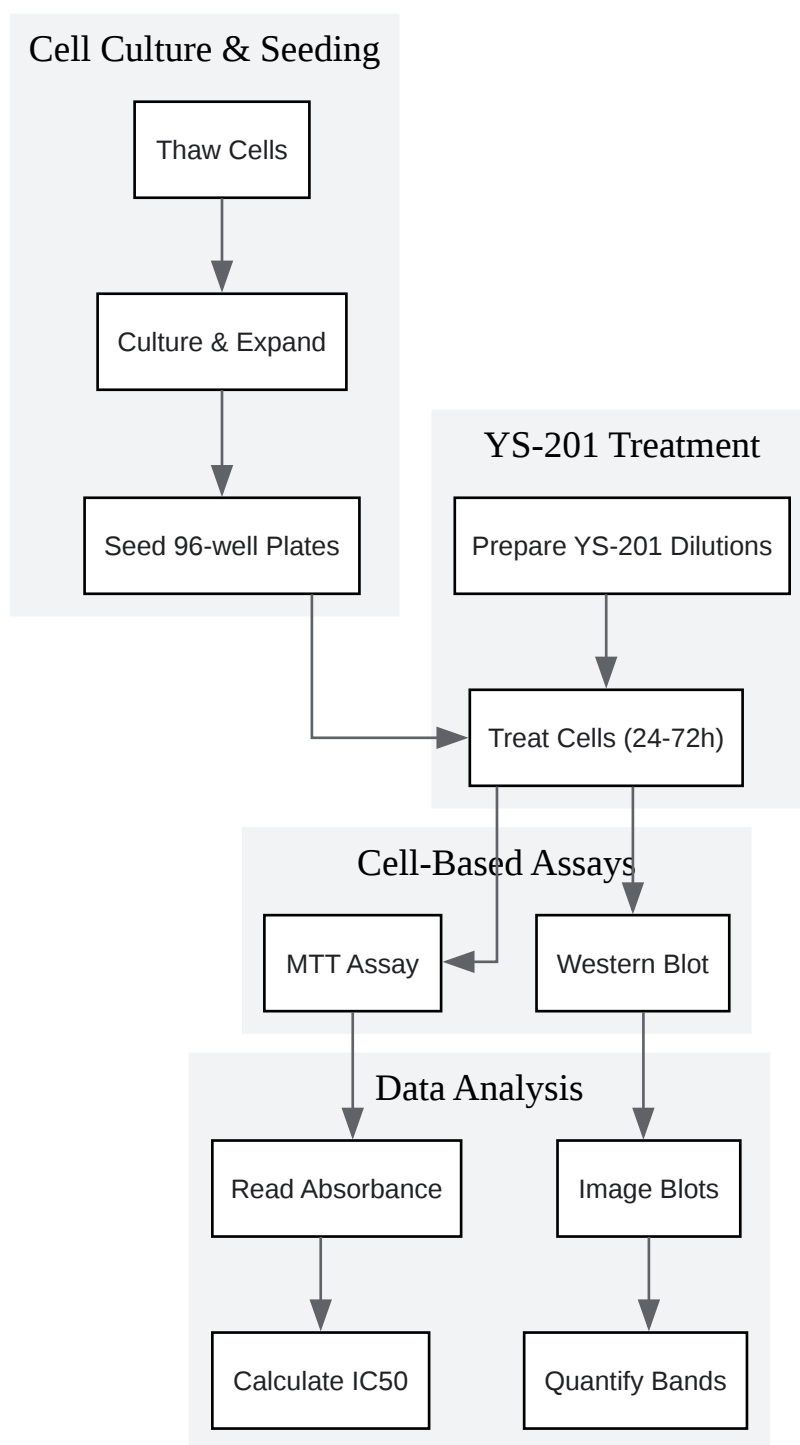 Cell Culture & Seeding
Thaw Cells
Culture & Expand
Seed 96-well Plates
YS-201 Treatment
Prepare YS-201 Dilutions
Treat Cells (24-72h)
Cell-Based Assays
MTT Assay
Western Blot
Data Analysis
Read Absorbance
Image Blots
Calculate IC50
Quantify Bands